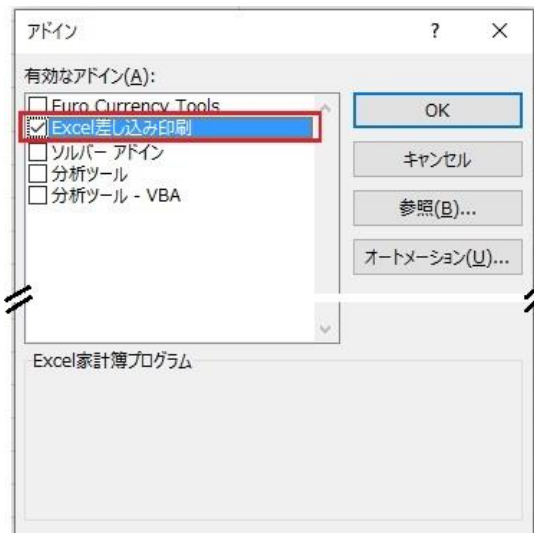 アドイン ? ×
有効なアドイン(A):
Euro Currency Tools
Excel差し込み印刷
ソルバー アドイン
分析ツール
分析ツール - VBA
OK
キャンセル
参照(B)...
オートメーション(U)...
Excel家計簿プログラム